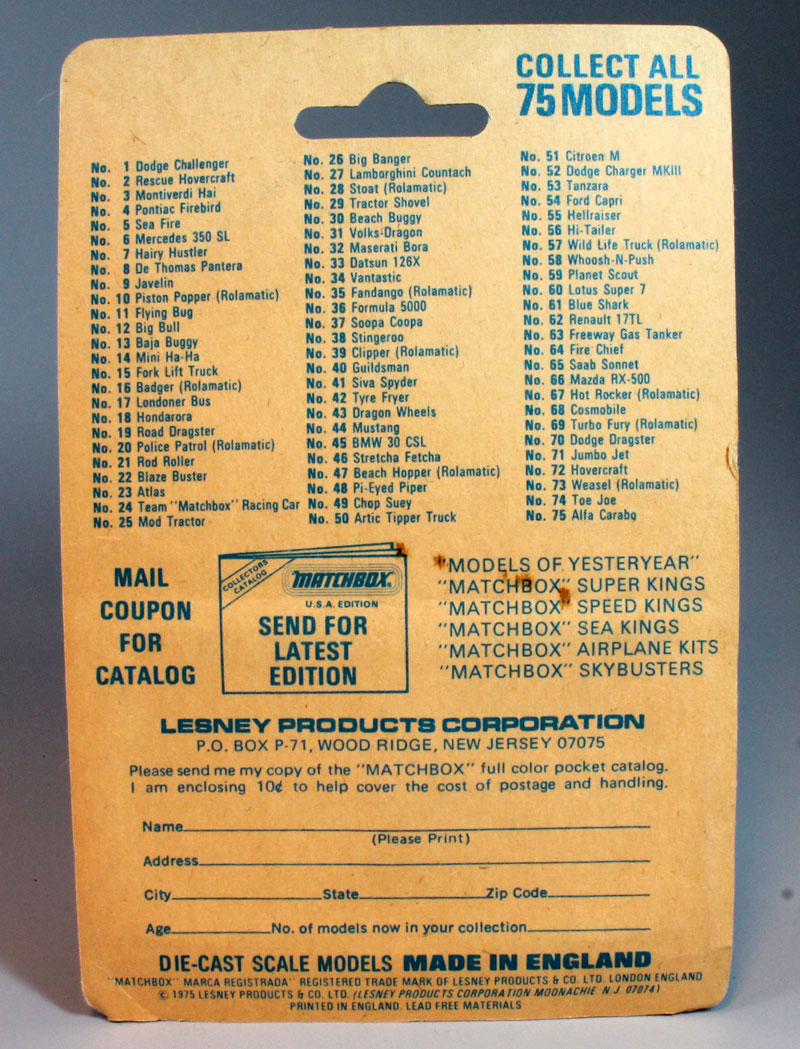 COLLECT ALL
75 MODELS
No. 1 Dodge Challenger
No. 2 Rescue Hovercraft
No. 3 Montiverdi Hai
No. 4 Pontiac Firebird
No. 5 Sea Fire
No. 6 Mercedes 350 SL
No. 7 Hairy Hustler
No. 8 De Thomas Pantera
No. 9 Javelin
No. 10 Piston Popper (Rolamatic)
No. 11 Flying Bug
No. 12 Big Bull
No. 13 Baja Buggy
No. 14 Mini Ha-Ha
No. 15 Fork Lift Truck
No. 16 Badger (Rolamatic)
No. 17 Londoner Bus
No. 18 Hondarora
No. 19 Road Dragster
No. 20 Police Patrol (Rolamatic)
No. 21 Rod Roller
No. 22 Blaze Buster
No. 23 Atlas
No. 24 Team "Matchbox" Racing Car
No. 25 Mod Tractor
No. 26 Big Banger
No. 27 Lamborghini Countach
No. 28 Stoat (Rolamatic)
No. 29 Tractor Shovel
No. 30 Beach Buggy
No. 31 Volks-Dragon
No. 32 Maserati Bora
No. 33 Datsun 126X
No. 34 Vantastic
No. 35 Fandango (Rolamatic)
No. 36 Formula 5000
No. 37 Soopa Coopa
No. 38 Stingeroo
No. 39 Clipper (Rolamatic)
No. 40 Guildsman
No. 41 Siva Spyder
No. 42 Tyre Fryer
No. 43 Dragon Wheels
No. 44 Mustang
No. 45 BMW 30 CSL
No. 46 Stretcha Fetcha
No. 47 Beach Hopper (Rolamatic)
No. 48 Pi-Eyed Piper
No. 49 Chop Suey
No. 50 Artic Tipper Truck
No. 51 Citroen M
No. 52 Dodge Charger MKIII
No. 53 Tanzara
No. 54 Ford Capri
No. 55 Hellraiser
No. 56 Hi-Tailer
No. 57 Wild Life Truck (Rolamatic)
No. 58 Whoosh-N-Push
No. 59 Planet Scout
No. 60 Lotus Super 7
No. 61 Blue Shark
No. 62 Renault 17TL
No. 63 Freeway Gas Tanker
No. 64 Fire Chief
No. 65 Saab Sonnet
No. 66 Mazda RX-500
No. 67 Hot Rocker (Rolamatic)
No. 68 Cosmobile
No. 69 Turbo Fury (Rolamatic)
No. 70 Dodge Dragster
No. 71 Jumbo Jet
No. 72 Hovercraft
No. 73 Weasel (Rolamatic)
No. 74 Toe Joe
No. 75 Alfa Carabo
MAIL
COUPON
FOR
CATALOG
COLLECTORS
CATALOG
MATCHBOX
U.S.A. EDITION
SEND FOR
LATEST
EDITION
"MODELS OF YESTERYEAR"
"MATCHBOX" SUPER KINGS
"MATCHBOX" SPEED KINGS
"MATCHBOX" SEA KINGS
"MATCHBOX" AIRPLANE KITS
"MATCHBOX" SKYBUSTERS
LESNEY PRODUCTS CORPORATION
P.O. BOX P-71, WOOD RIDGE, NEW JERSEY 07075
Please send me my copy of the "MATCHBOX" full color pocket catalog.
I am enclosing 10¢ to help cover the cost of postage and handling.
Name
(Please Print)
Address
City State Zip Code
Age No. of models now in your collection
DIE-CAST SCALE MODELS MADE IN ENGLAND
"MATCHBOX" MARCA REGISTRADA" REGISTERED TRADE MARK OF LESNEY PRODUCTS & CO. LTD. LONDON ENGLAND
© 1975 LESNEY PRODUCTS & CO. LTD. (LESNEY PRODUCTS CORPORATION MOONACHIE N.J. 07074)
PRINTED IN ENGLAND. LEAD FREE MATERIALS